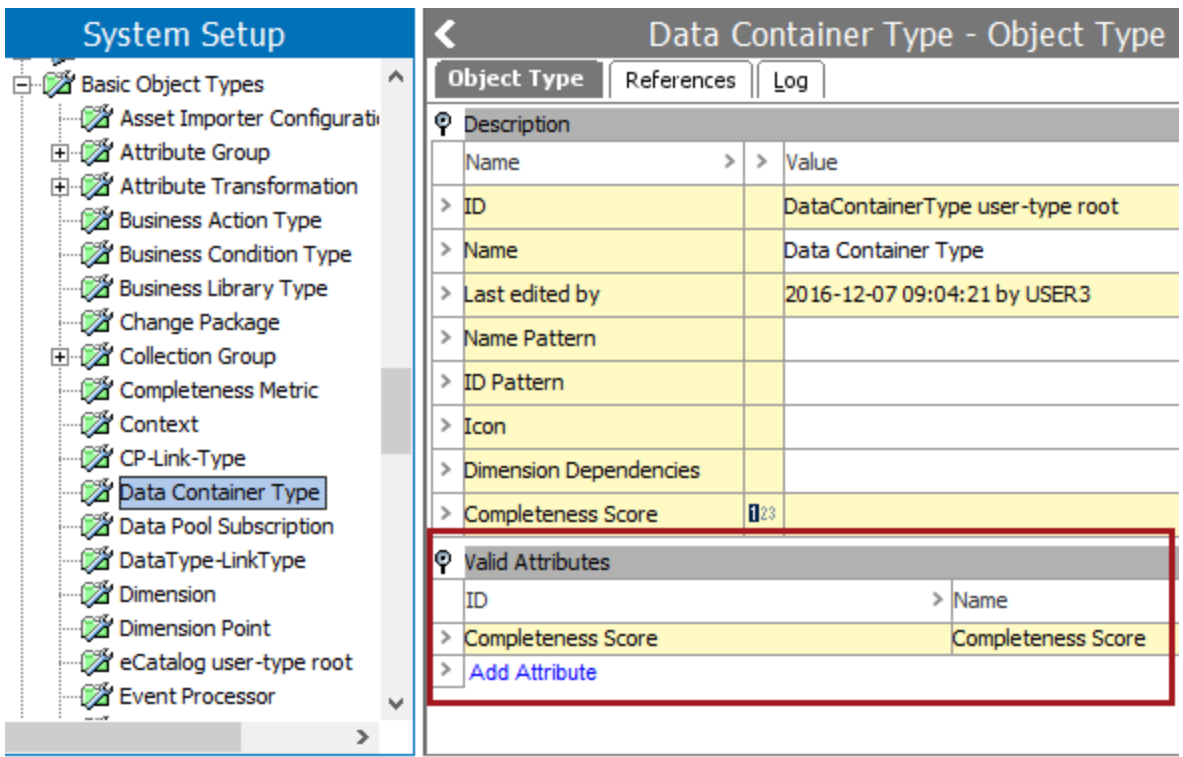 System Setup
Basic Object Types
Asset Importer Configurati
Attribute Group
Attribute Transformation
Business Action Type
Business Condition Type
Business Library Type
Change Package
Collection Group
Completeness Metric
Context
CP-Link-Type
Data Container Type
Data Pool Subscription
DataType-LinkType
Dimension
Dimension Point
eCatalog user-type root
Event Processor
Data Container Type - Object Type
Object Type References Log
Description
Name > > Value
> ID DataContainerType user-type root
> Name Data Container Type
> Last edited by 2016-12-07 09:04:21 by USER3
> Name Pattern
> ID Pattern
> Icon
> Dimension Dependencies
> Completeness Score 123
Valid Attributes
ID > Name
> Completeness Score Completeness Score
> Add Attribute